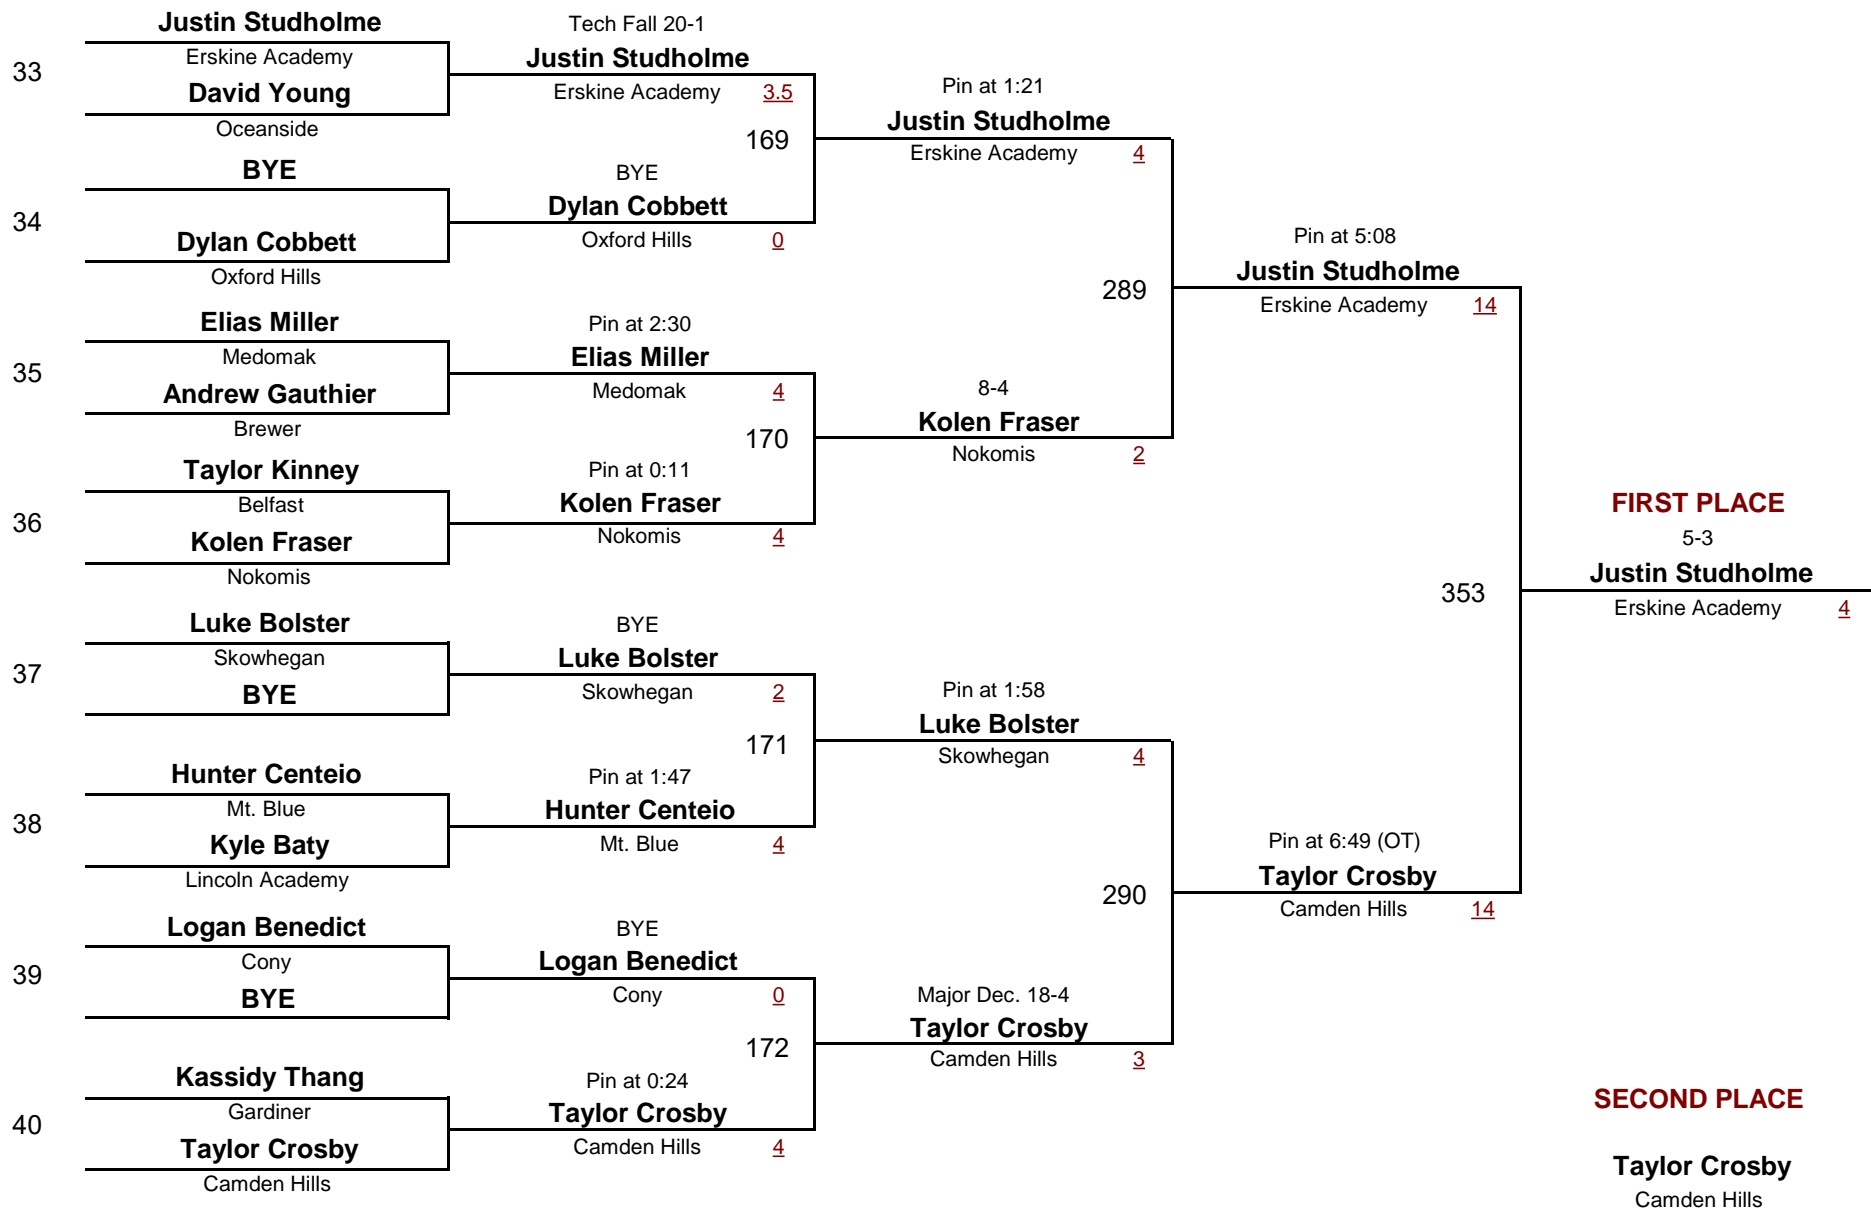 Justin Studholme
Erskine Academy
33
David Young
Oceanside
BYE
34
Dylan Cobbett
Oxford Hills
Elias Miller
Medomak
35
Andrew Gauthier
Brewer
Taylor Kinney
Belfast
36
Kolen Fraser
Nokomis
Luke Bolster
Skowhegan
37
BYE
Hunter Centeio
Mt. Blue
38
Kyle Baty
Lincoln Academy
Logan Benedict
Cony
39
BYE
Kassidy Thang
Gardiner
40
Taylor Crosby
Camden Hills
Tech Fall 20-1
Justin Studholme
Erskine Academy 3.5
169
BYE
Dylan Cobbett
Oxford Hills 0
Pin at 2:30
Elias Miller
Medomak 4
170
Pin at 0:11
Kolen Fraser
Nokomis 4
BYE
Luke Bolster
Skowhegan 2
171
Pin at 1:47
Hunter Centeio
Mt. Blue 4
BYE
Logan Benedict
Cony 0
172
Pin at 0:24
Taylor Crosby
Camden Hills 4
Pin at 1:21
Justin Studholme
Erskine Academy 4
289
8-4
Kolen Fraser
Nokomis 2
Pin at 1:58
Luke Bolster
Skowhegan 4
290
Major Dec. 18-4
Taylor Crosby
Camden Hills 3
Pin at 5:08
Justin Studholme
Erskine Academy 14
353
Pin at 6:49 (OT)
Taylor Crosby
Camden Hills 14
FIRST PLACE
5-3
Justin Studholme
Erskine Academy 4
SECOND PLACE
Taylor Crosby
Camden Hills